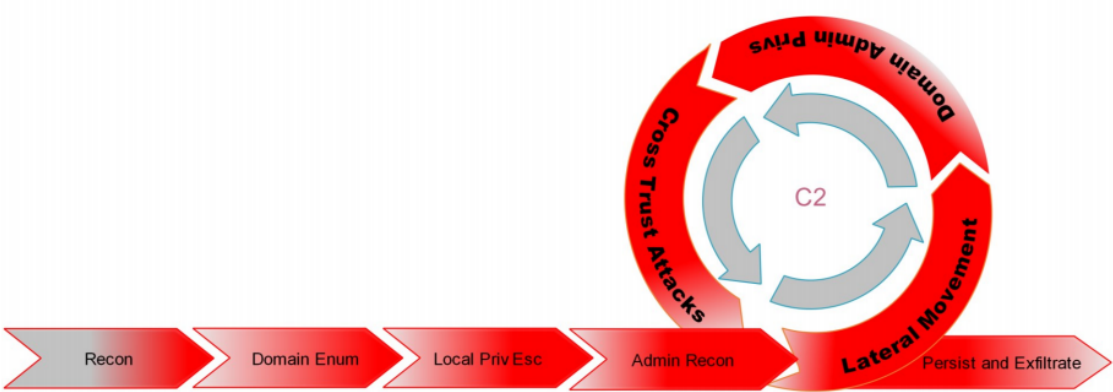 Domain Admin Privs
Cross Trust Attacks
C2
Lateral Movement
Recon
Domain Enum
Local Priv Esc
Admin Recon
Persist and Exfiltrate